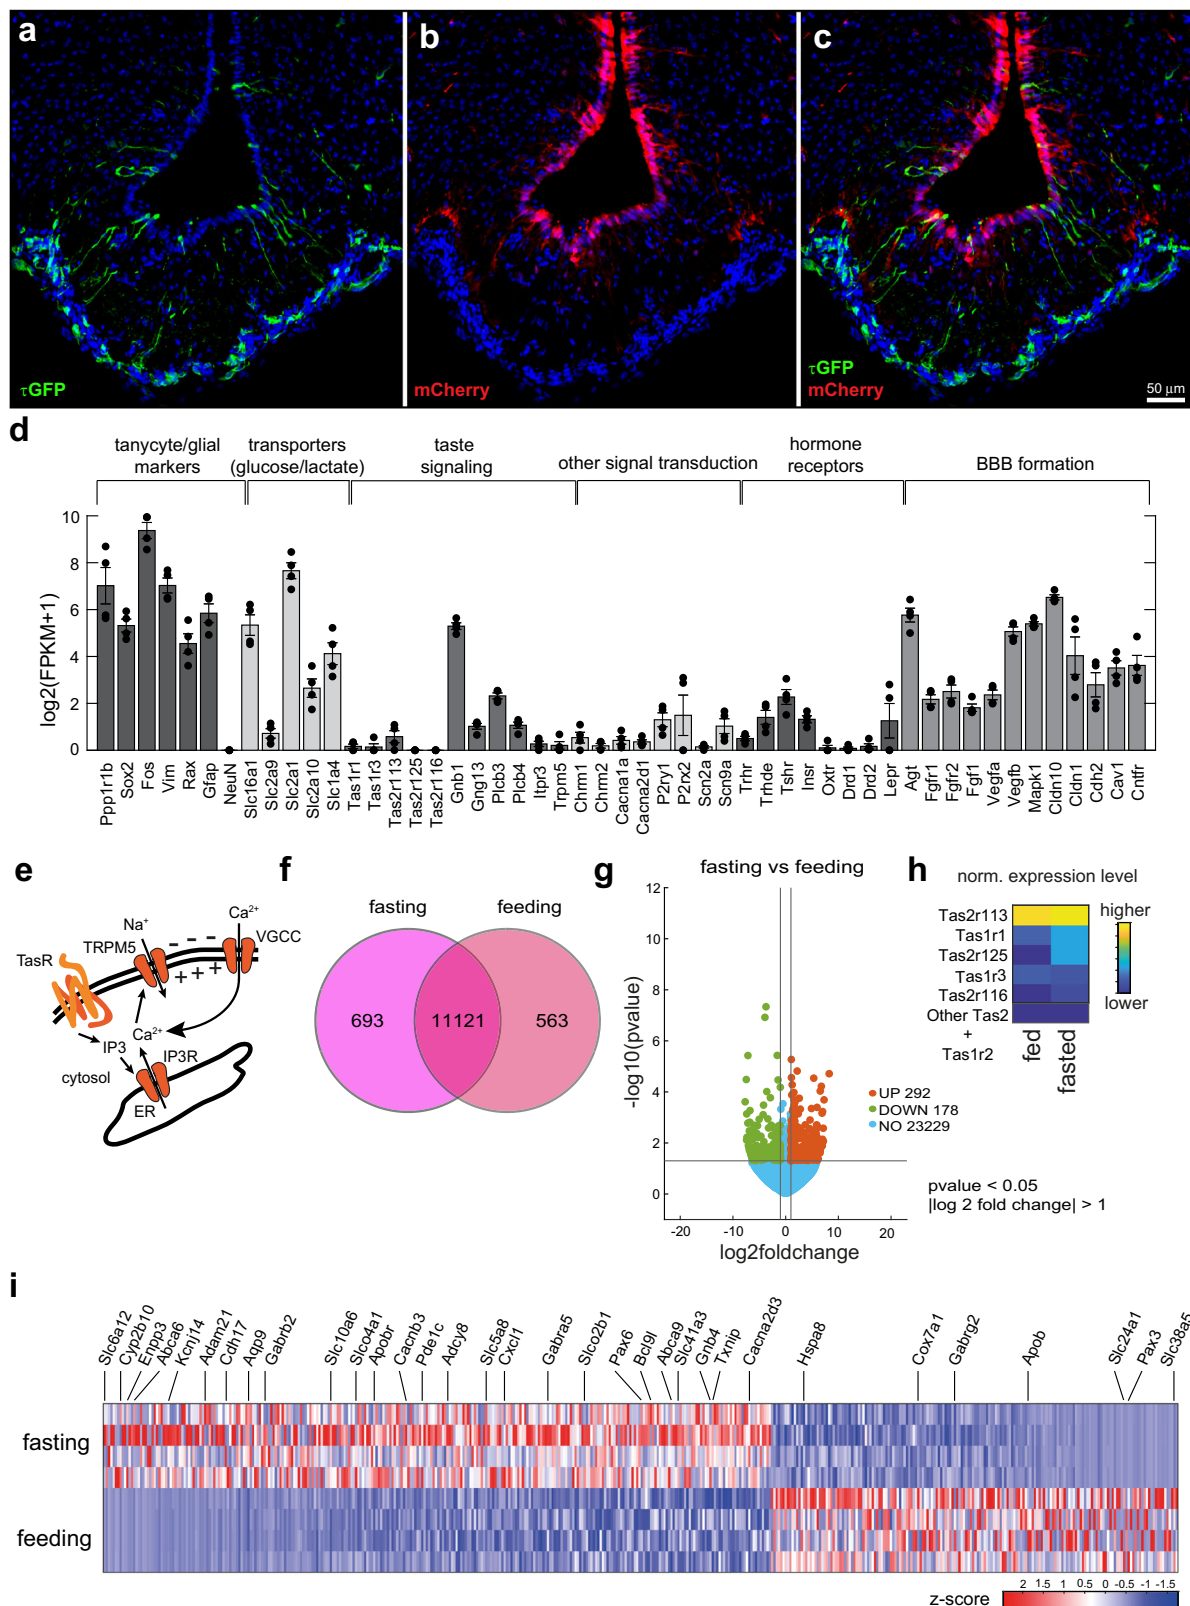 a
b
c
τGFP
mCherry
τGFP
mCherry
50 μm
d
tanycyte/glial
markers
transporters
(glucose/lactate)
taste
signaling
other signal transduction
hormone
receptors
BBB formation
log2(FPKM+1)
10
8
6
4
2
0
Ppp1r1b
Sox2
Fos
Vim
Rax
Gfap
NeuN
Slc16a1
Slc2a9
Slc2a1
Slc2a10
Slc1a4
Tas1r1
Tas1r3
Tas2r113
Tas2r125
Tas2r116
Gnb1
Gng13
Plcb3
Plcb4
Itpr3
Trpm5
Chrm1
Chrm2
Cacna1a
Cacna2d1
P2ry1
P2rx2
Scn2a
Scn9a
Trhr
Trhde
Tshr
Insr
Oxtr
Drd1
Drd2
Lepr
Agt
Fgfr1
Fgfr2
Fgf1
Vegfa
Vegfb
Mapk1
Cldn10
Cldn1
Cdh2
Cav1
Cntfr
e
Ca²⁺
Na⁺
TRPM5
VGCC
TasR
− − −
+ + +
Ca²⁺
IP3
IP3R
cytosol
ER
f
fasting
feeding
693
11121
563
g
fasting vs feeding
-log10(pvalue)
12
10
8
6
4
2
0
-20
-10
0
10
20
log2foldchange
UP 292
DOWN 178
NO 23229
pvalue < 0.05
|log 2 fold change| > 1
h
norm. expression level
Tas2r113
Tas1r1
Tas2r125
Tas1r3
Tas2r116
Other Tas2
+
Tas1r2
fed
fasted
higher
lower
i
Slc6a12
Cyp2b10
Enpp3
Abca6
Kcnj14
Adam21
Cdh17
Aqp9
Gabrb2
Slc10a6
Slco4a1
Apobr
Cacnb3
Pde1c
Adcy8
Slc5a8
Cxcl1
Gabra5
Slco2b1
Pax6
Bcl9l
Abca9
Slc41a3
Gnb4
Txnip
Cacna2d3
Hspa8
Cox7a1
Gabrg2
Apob
Slc24a1
Pax3
Slc38a5
fasting
feeding
z-score
2 1.5 1 0.5 0 -0.5 -1 -1.5